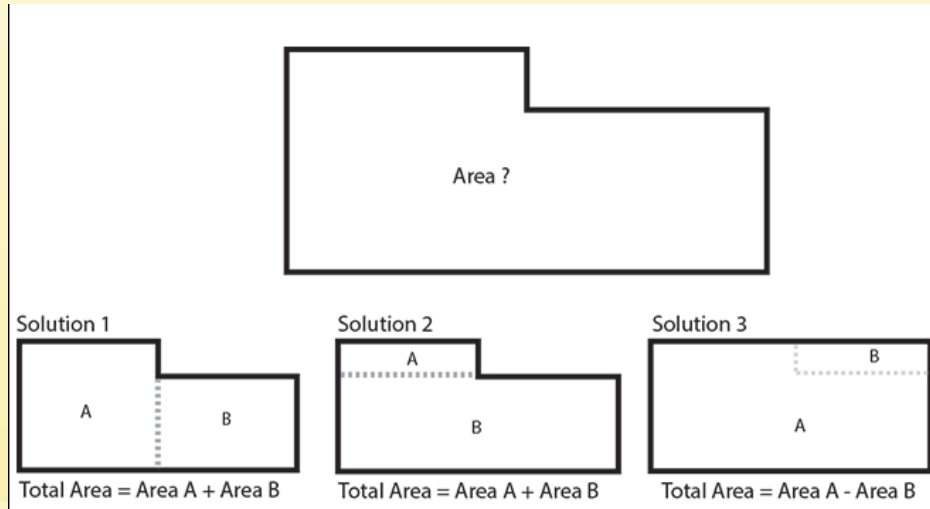 Area ?
Solution 1
A
B
Total Area = Area A + Area B
Solution 2
A
B
Total Area = Area A + Area B
Solution 3
B
A
Total Area = Area A - Area B